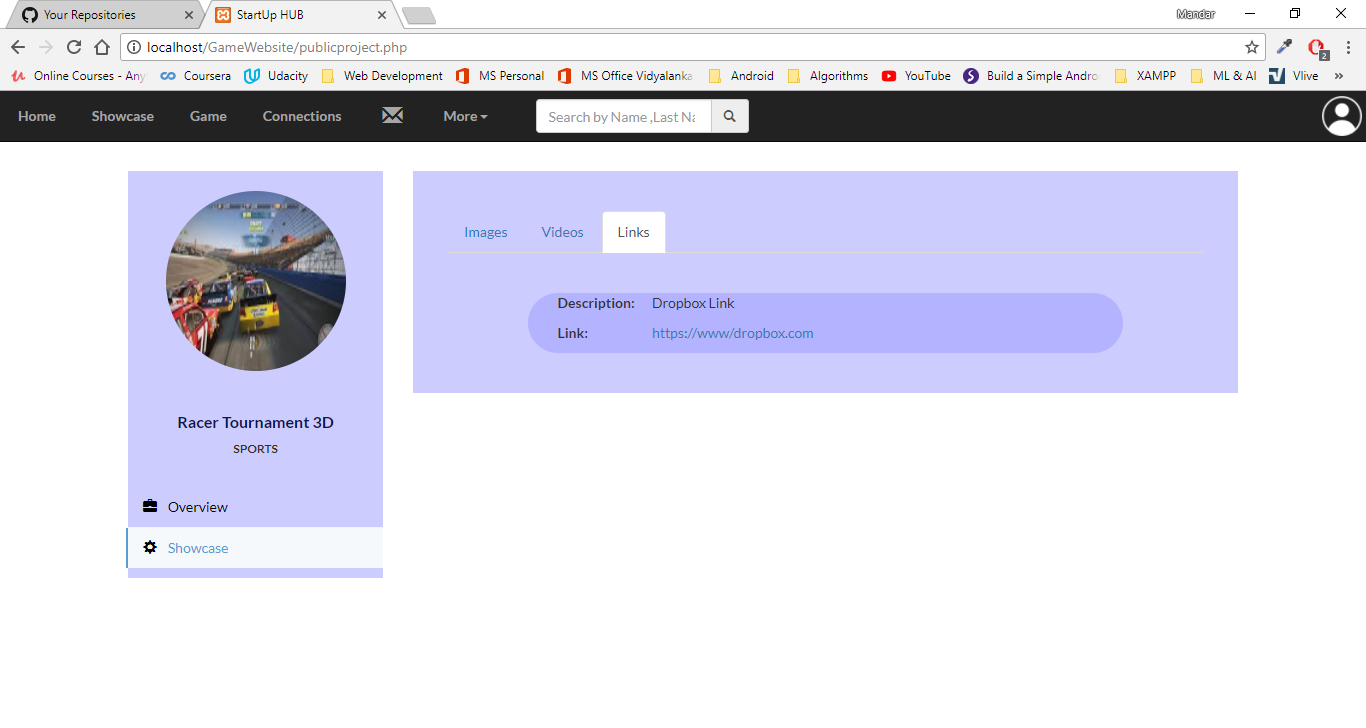 Your Repositories
StartUp HUB
Mandar
localhost/GameWebsite/publicproject.php
2
Online Courses - Any
Coursera
Udacity
Web Development
MS Personal
MS Office Vidyalanka
Android
Algorithms
YouTube
Build a Simple Andro
XAMPP
ML & AI
Vlive
»
Home
Showcase
Game
Connections
More
Search by Name ,Last Na
Images
Videos
Links
Description: Dropbox Link
Link: https://www/dropbox.com
Racer Tournament 3D
SPORTS
Overview
Showcase